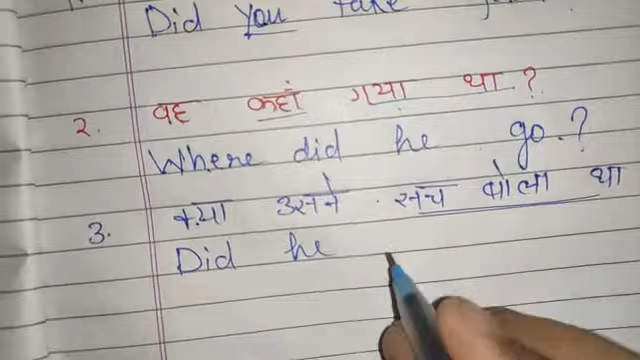 Did you take
2. वह कहां गया था ?
Where did he go. ?
3. क्या उसने सच बोला था
Did he